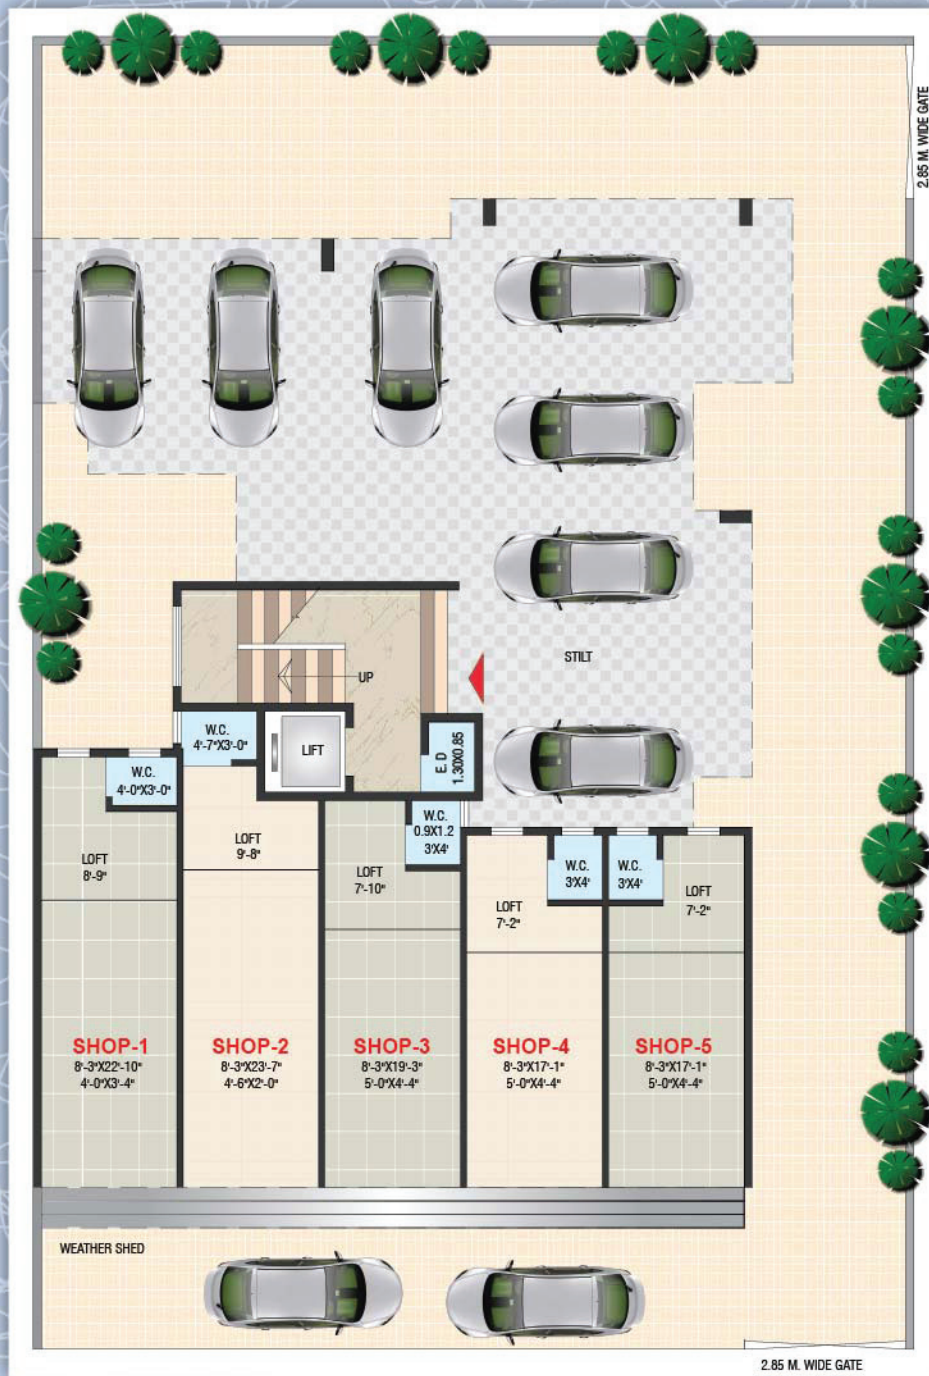 2.85 M. WIDE GATE
STILT
UP
W.C.
4'-7"X3'-0"
LIFT
E. D
1.30X0.85
W.C.
4'-0"X3'-0"
W.C.
0.9X1.2
3'X4'
LOFT
9'-8"
LOFT
8'-9"
LOFT
7'-10"
W.C.
3'X4'
W.C.
3'X4'
LOFT
7'-2"
LOFT
7'-2"
SHOP-1
8'-3"X22'-10"
4'-0"X3'-4"
SHOP-2
8'-3"X23'-7"
4'-6"X2'-0"
SHOP-3
8'-3"X19'-3"
5'-0"X4'-4"
SHOP-4
8'-3"X17'-1"
5'-0"X4'-4"
SHOP-5
8'-3"X17'-1"
5'-0"X4'-4"
WEATHER SHED
2.85 M. WIDE GATE